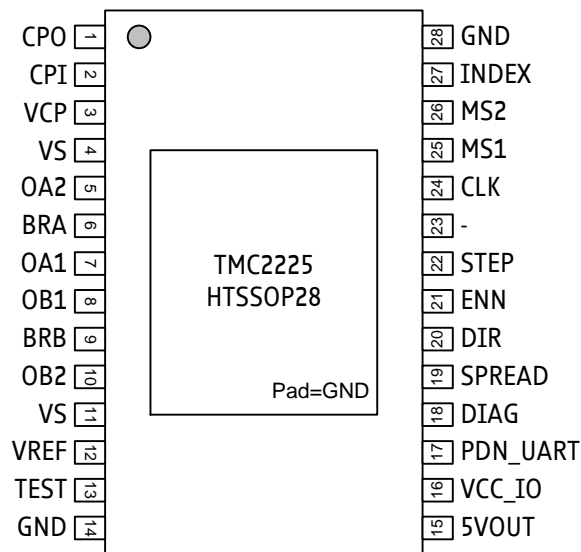 CPO 1 28 GND
CPI 2 27 INDEX
VCP 3 26 MS2
VS 4 25 MS1
OA2 5 24 CLK
BRA 6 23 -
OA1 7 22 STEP
OB1 8 21 ENN
BRB 9 20 DIR
OB2 10 19 SPREAD
VS 11 18 DIAG
VREF 12 17 PDN_UART
TEST 13 16 VCC_IO
GND 14 15 5VOUT
TMC2225
HTSSOP28
Pad=GND